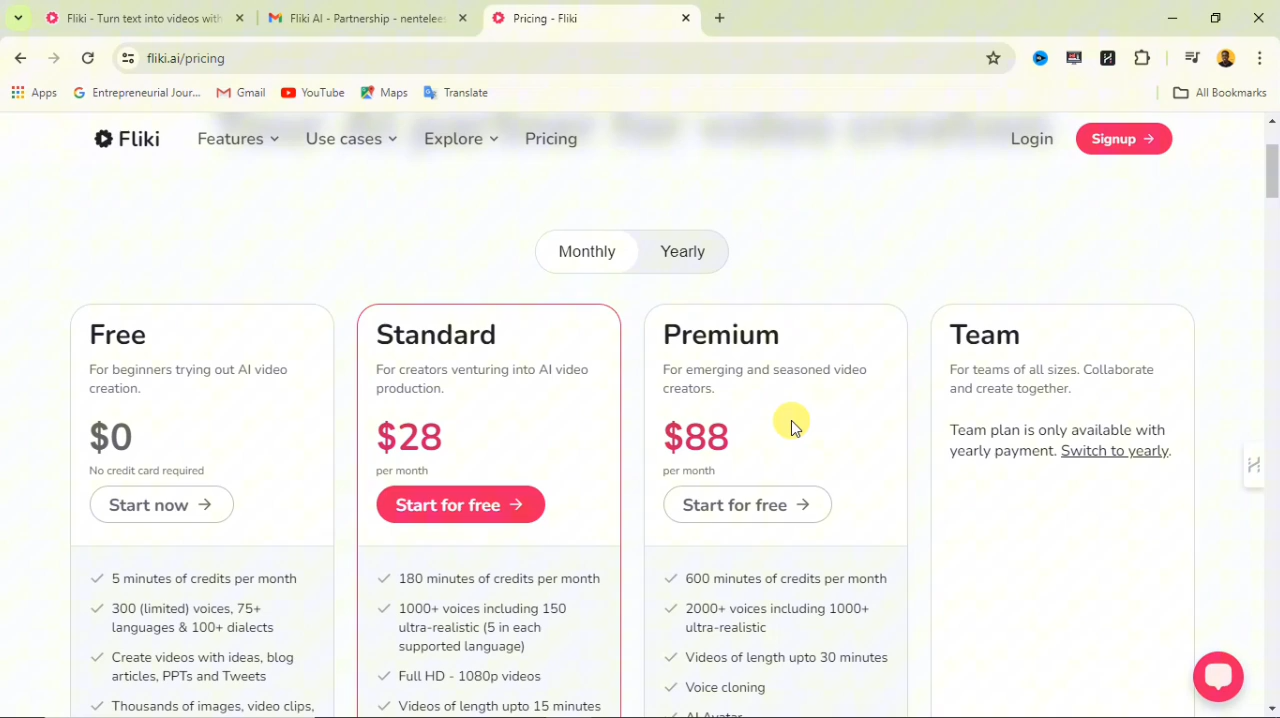 Fliki - Turn text into videos with
Fliki AI - Partnership - nentelee
Pricing - Fliki
fliki.ai/pricing
Apps
Entrepreneurial Jour...
Gmail
YouTube
Maps
Translate
All Bookmarks
Fliki
Features
Use cases
Explore
Pricing
Login
Signup
Monthly
Yearly
Free
For beginners trying out AI video
creation.
$0
No credit card required
Start now
5 minutes of credits per month
300 (limited) voices, 75+
languages & 100+ dialects
Create videos with ideas, blog
articles, PPTs and Tweets
Thousands of images, video clips,
Standard
For creators venturing into AI video
production.
$28
per month
Start for free
180 minutes of credits per month
1000+ voices including 150
ultra-realistic (5 in each
supported language)
Full HD - 1080p videos
Videos of length upto 15 minutes
Premium
For emerging and seasoned video
creators.
$88
per month
Start for free
600 minutes of credits per month
2000+ voices including 1000+
ultra-realistic
Videos of length upto 30 minutes
Voice cloning
AI Avatar
Team
For teams of all sizes. Collaborate
and create together.
Team plan is only available with
yearly payment. Switch to yearly.